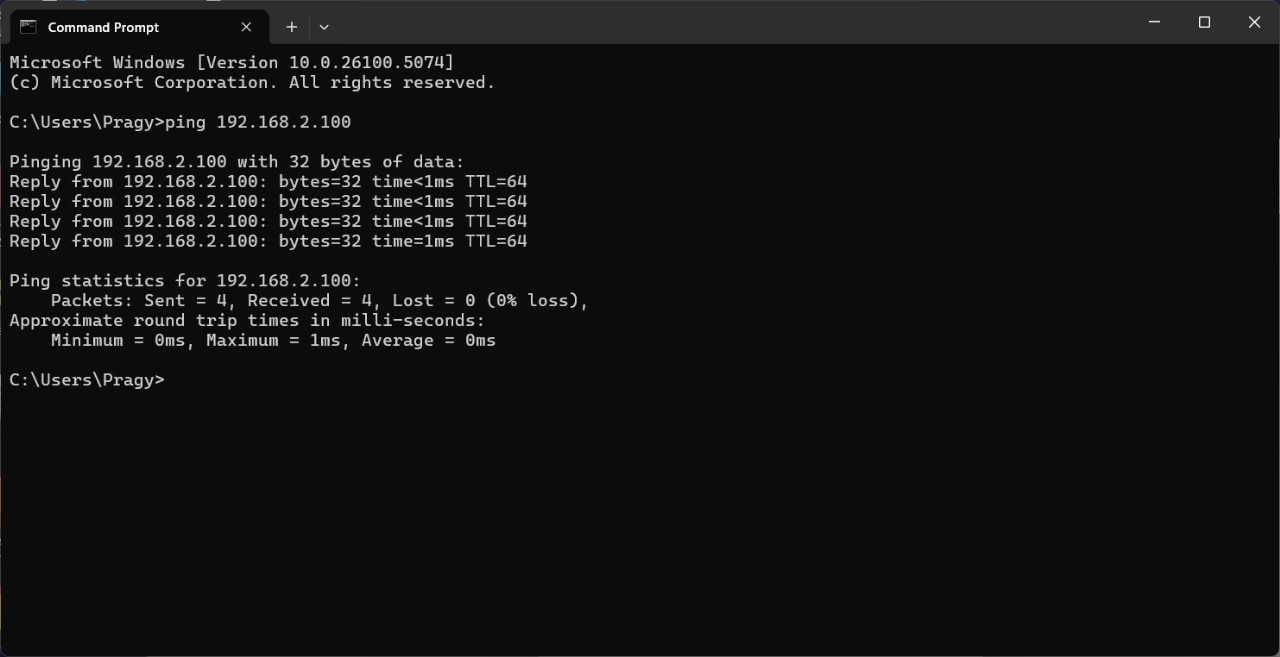 Command Prompt
Microsoft Windows [Version 10.0.26100.5074]
(c) Microsoft Corporation. All rights reserved.
C:\Users\Pragy>ping 192.168.2.100
Pinging 192.168.2.100 with 32 bytes of data:
Reply from 192.168.2.100: bytes=32 time<1ms TTL=64
Reply from 192.168.2.100: bytes=32 time<1ms TTL=64
Reply from 192.168.2.100: bytes=32 time<1ms TTL=64
Reply from 192.168.2.100: bytes=32 time=1ms TTL=64
Ping statistics for 192.168.2.100:
    Packets: Sent = 4, Received = 4, Lost = 0 (0% loss),
Approximate round trip times in milli-seconds:
    Minimum = 0ms, Maximum = 1ms, Average = 0ms
C:\Users\Pragy>